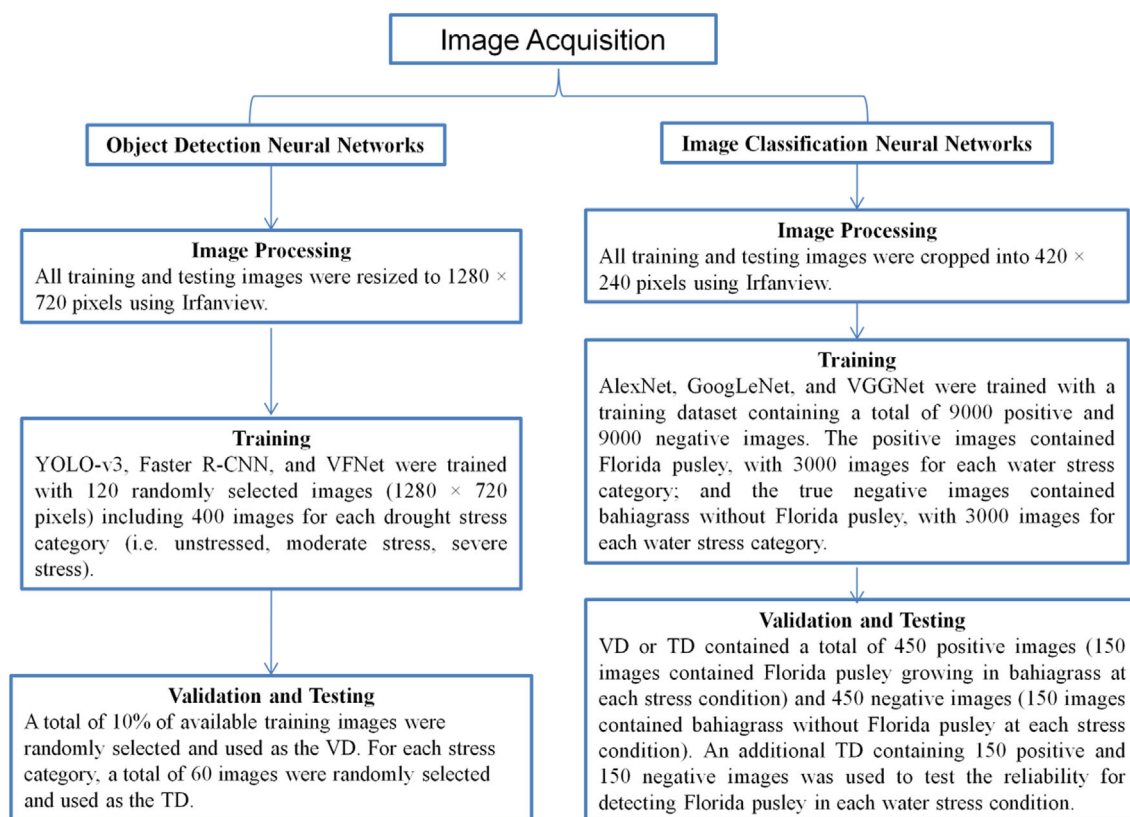 Image Acquisition
Object Detection Neural Networks
Image Processing
All training and testing images were resized to 1280 ×
720 pixels using Irfanview.
Training
YOLO-v3, Faster R-CNN, and VFNet were trained
with 120 randomly selected images (1280 × 720
pixels) including 400 images for each drought stress
category (i.e. unstressed, moderate stress, severe
stress).
Validation and Testing
A total of 10% of available training images were
randomly selected and used as the VD. For each stress
category, a total of 60 images were randomly selected
and used as the TD.
Image Classification Neural Networks
Image Processing
All training and testing images were cropped into 420 ×
240 pixels using Irfanview.
Training
AlexNet, GoogLeNet, and VGGNet were trained with a
training dataset containing a total of 9000 positive and
9000 negative images. The positive images contained
Florida pusley, with 3000 images for each water stress
category; and the true negative images contained
bahiagrass without Florida pusley, with 3000 images for
each water stress category.
Validation and Testing
VD or TD contained a total of 450 positive images (150
images contained Florida pusley growing in bahiagrass at
each stress condition) and 450 negative images (150 images
contained bahiagrass without Florida pusley at each stress
condition). An additional TD containing 150 positive and
150 negative images was used to test the reliability for
detecting Florida pusley in each water stress condition.